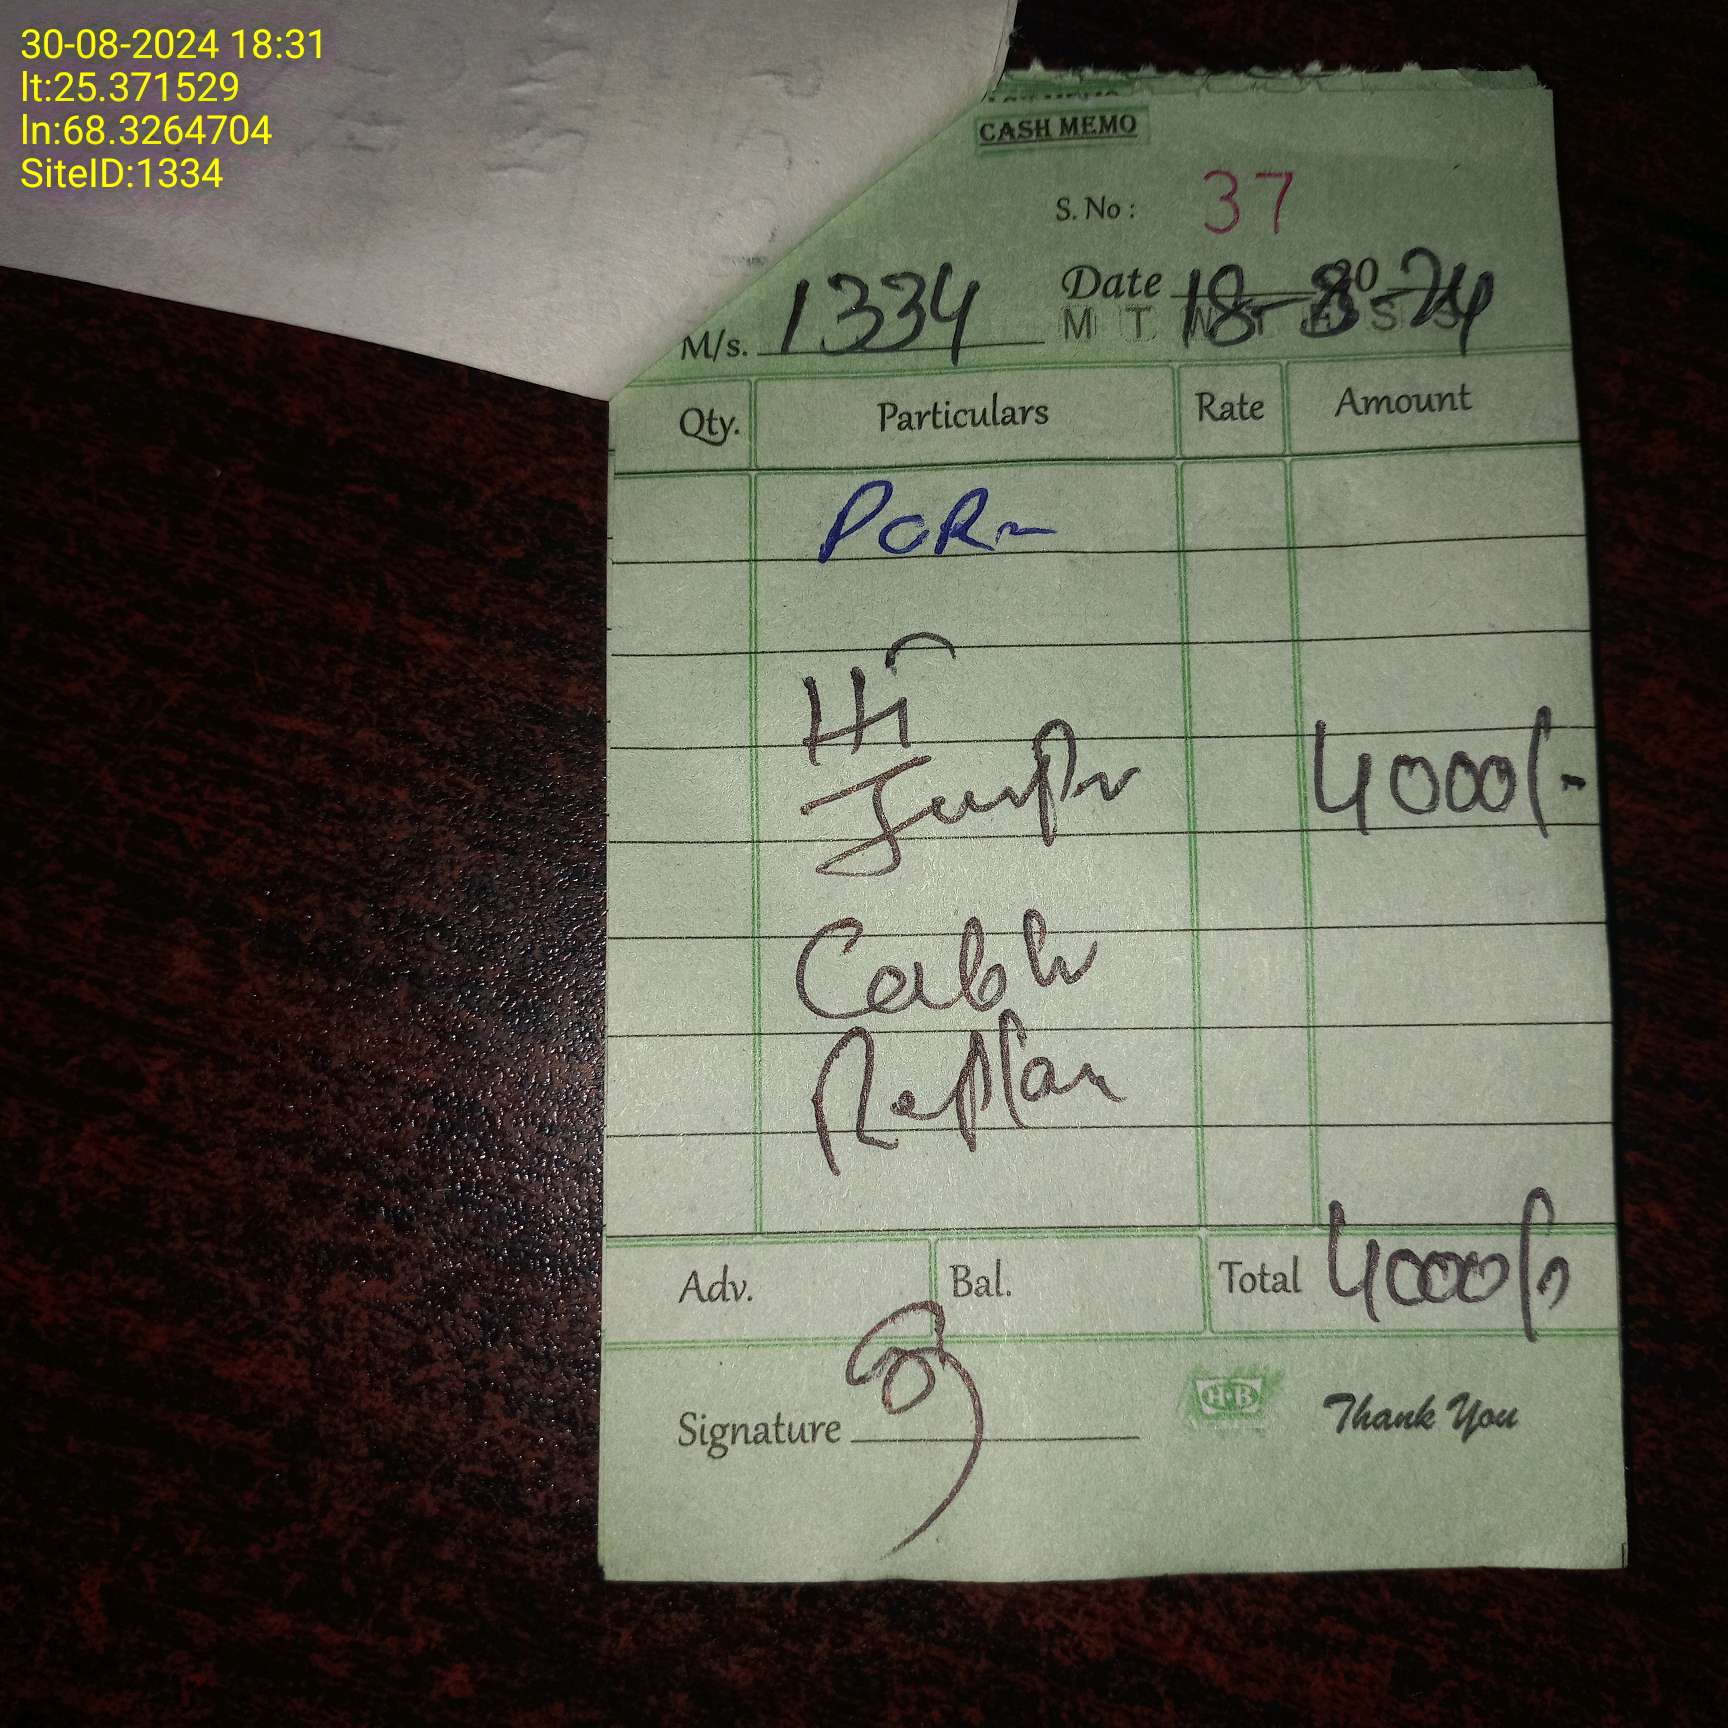 30-08-2024 18:31
lt:25.371529
ln:68.3264704
SiteID:1334
CASH MEMO
S. No : 37
M/s. 1334 Date 18-8-24
M T W T F S S
Qty. Particulars Rate Amount
Hi
4000/-
Adv. Bal. Total 4000/-
Signature
H-B Thank You